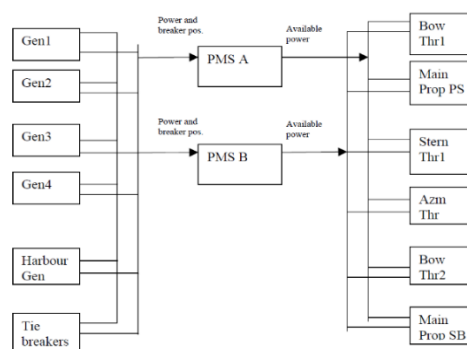 Gen1
Gen2
Gen3
Gen4
Harbour
Gen
Tie
breakers
Power and
breaker pos.
PMS A
Available
power
Power and
breaker pos.
PMS B
Available
power
Bow
Thr1
Main
Prop PS
Stern
Thr1
Azm
Thr
Bow
Thr2
Main
Prop SB